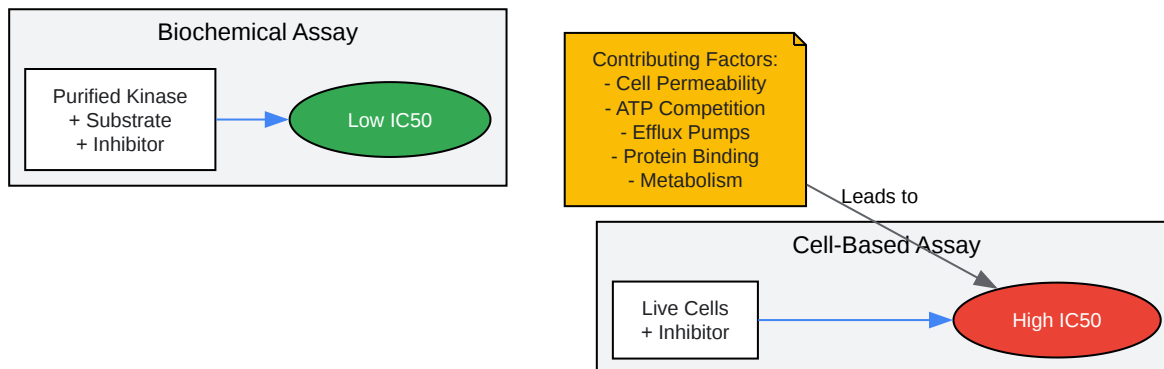 Biochemical Assay
Purified Kinase
+ Substrate
+ Inhibitor
Low IC50
Contributing Factors:
- Cell Permeability
- ATP Competition
- Efflux Pumps
- Protein Binding
- Metabolism
Leads to
Cell-Based Assay
Live Cells
+ Inhibitor
High IC50